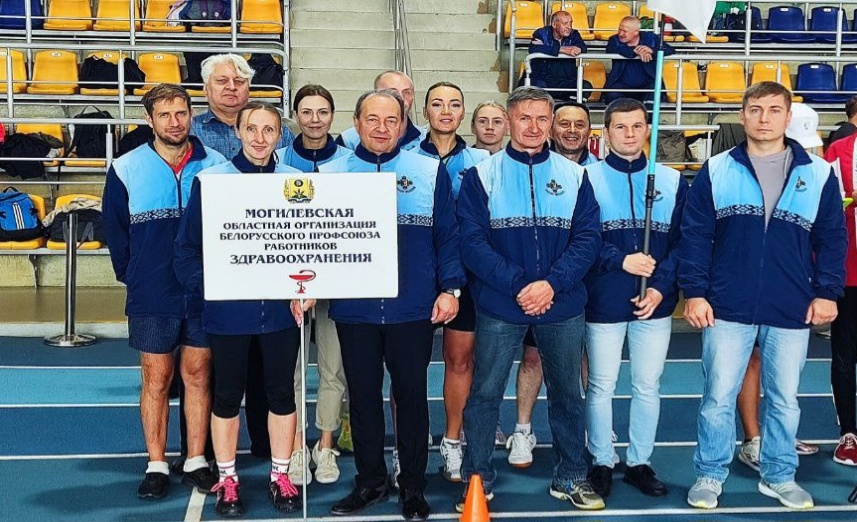 МОГИЛЕВСКАЯ
ОБЛАСТНАЯ ОРГАНИЗАЦИЯ
БЕЛОРУССКОГО ПРОФСОЮЗА
РАБОТНИКОВ
ЗДРАВООХРАНЕНИЯ